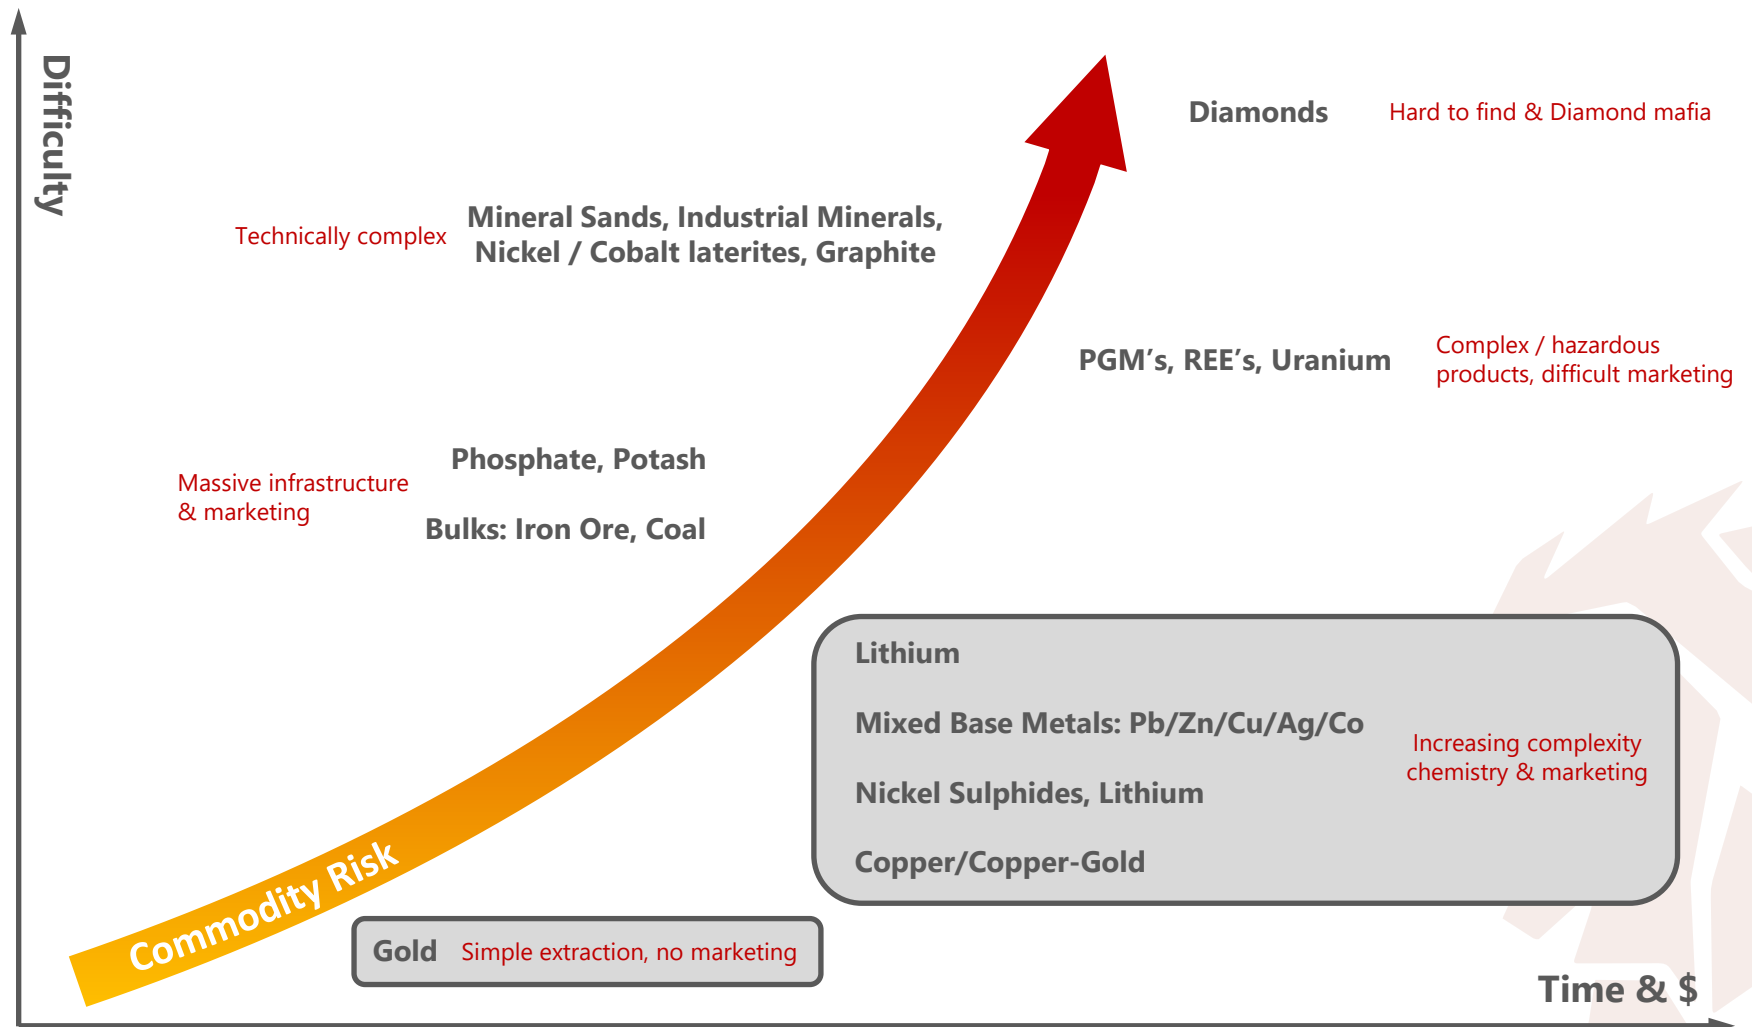 Difficulty
Diamonds
Hard to find & Diamond mafia
Technically complex
Mineral Sands, Industrial Minerals,
Nickel / Cobalt laterites, Graphite
PGM’s, REE’s, Uranium
Complex / hazardous
products, difficult marketing
Massive infrastructure
& marketing
Phosphate, Potash
Bulks: Iron Ore, Coal
Lithium
Mixed Base Metals: Pb/Zn/Cu/Ag/Co
Nickel Sulphides, Lithium
Copper/Copper-Gold
Increasing complexity
chemistry & marketing
Commodity Risk
Gold
Simple extraction, no marketing
Time & $